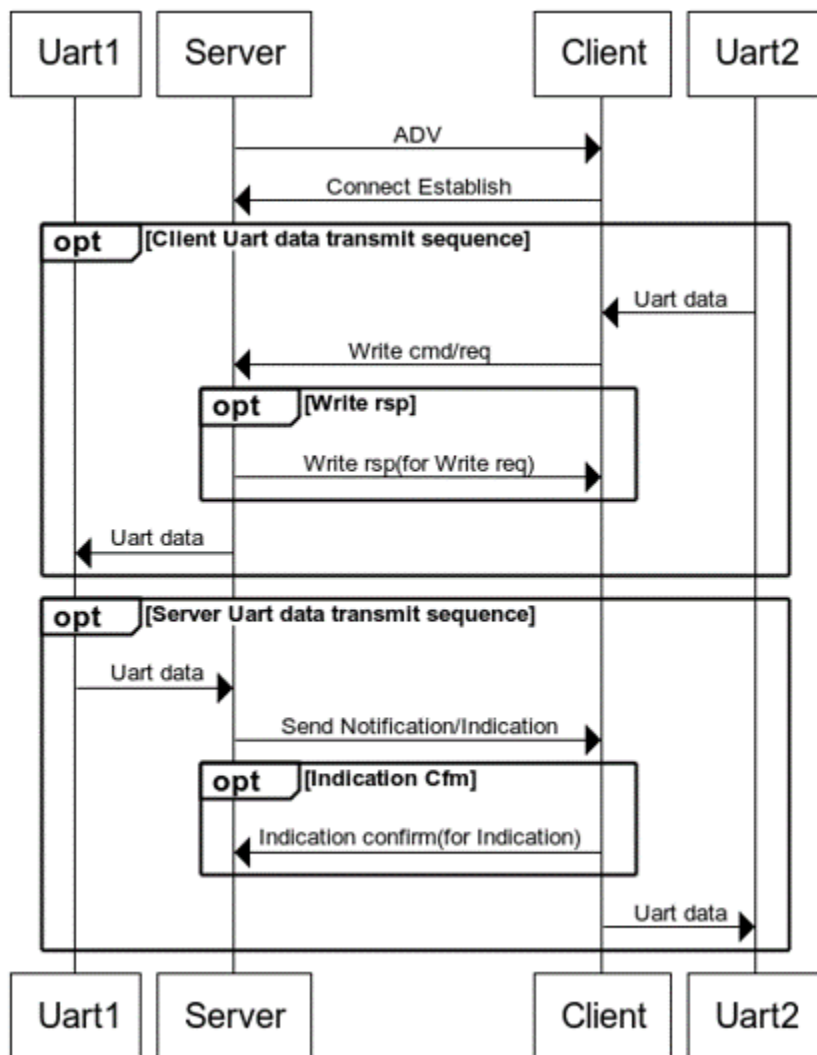 Uart1 Server Client Uart2
ADV
Connect Establish
opt [Client Uart data transmit sequence]
Uart data
Write cmd/req
opt [Write rsp]
Write rsp(for Write req)
Uart data
opt [Server Uart data transmit sequence]
Uart data
Send Notification/Indication
opt [Indication Cfm]
Indication confirm(for Indication)
Uart data
Uart1 Server Client Uart2